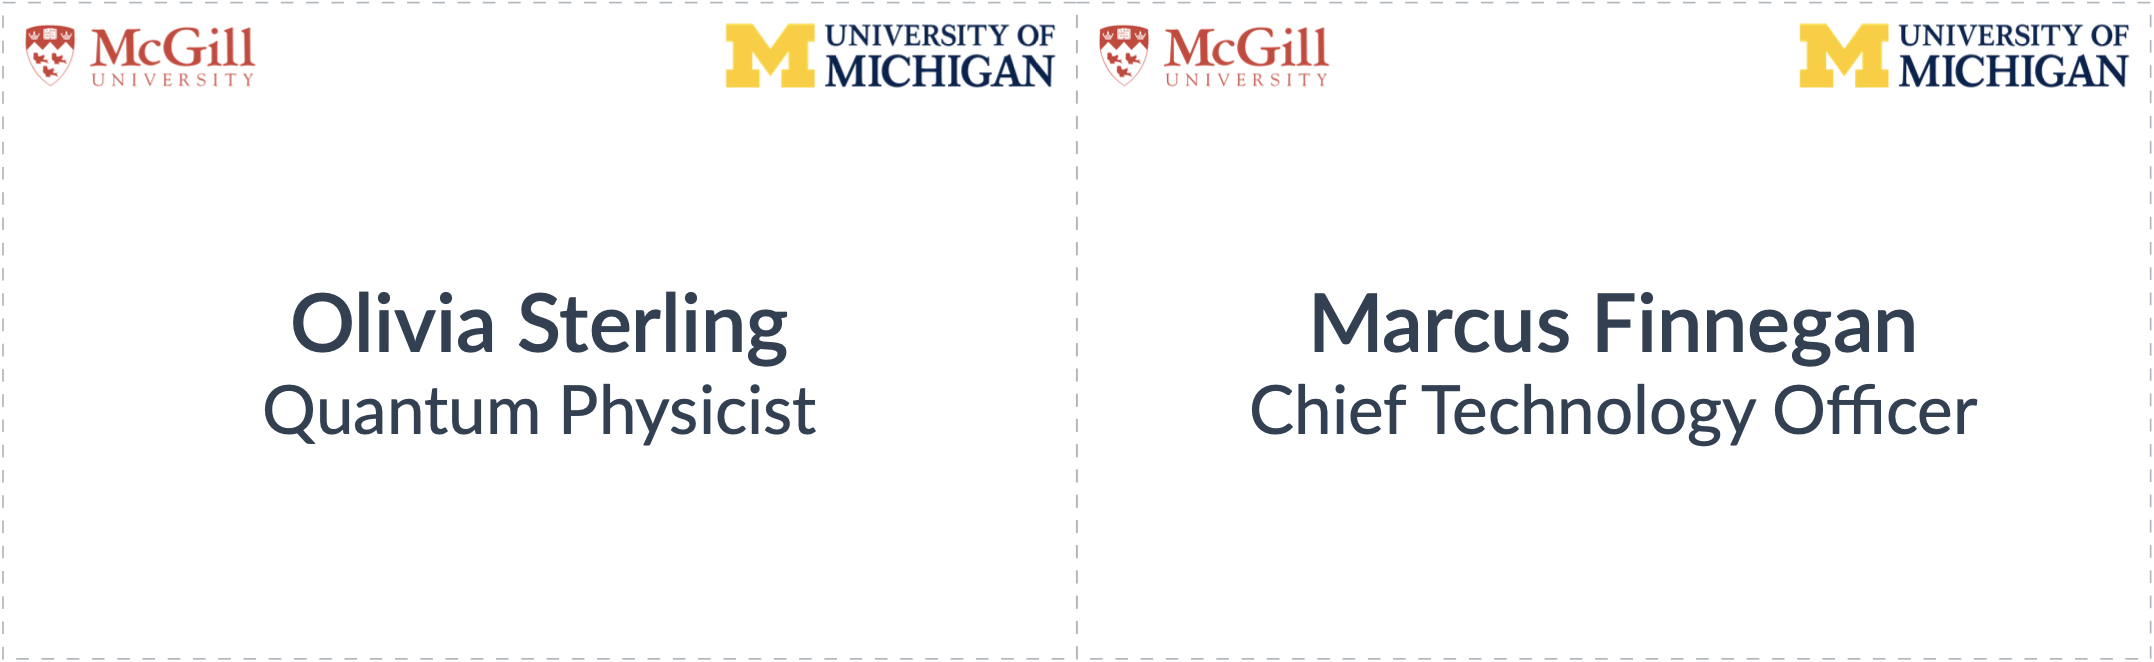 McGill
UNIVERSITY
UNIVERSITY OF
MICHIGAN
Olivia Sterling
Quantum Physicist
McGill
UNIVERSITY
UNIVERSITY OF
MICHIGAN
Marcus Finnegan
Chief Technology Officer